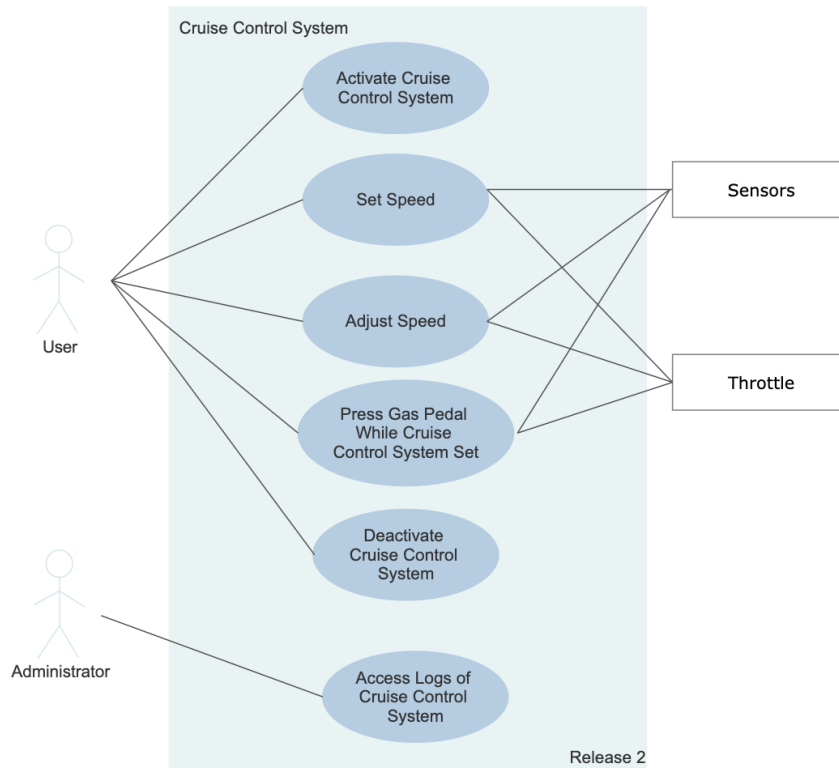 Cruise Control System
Activate Cruise
Control System
Set Speed
Sensors
Adjust Speed
User
Throttle
Press Gas Pedal
While Cruise
Control System Set
Deactivate
Cruise Control
System
Administrator
Access Logs of
Cruise Control
System
Release 2